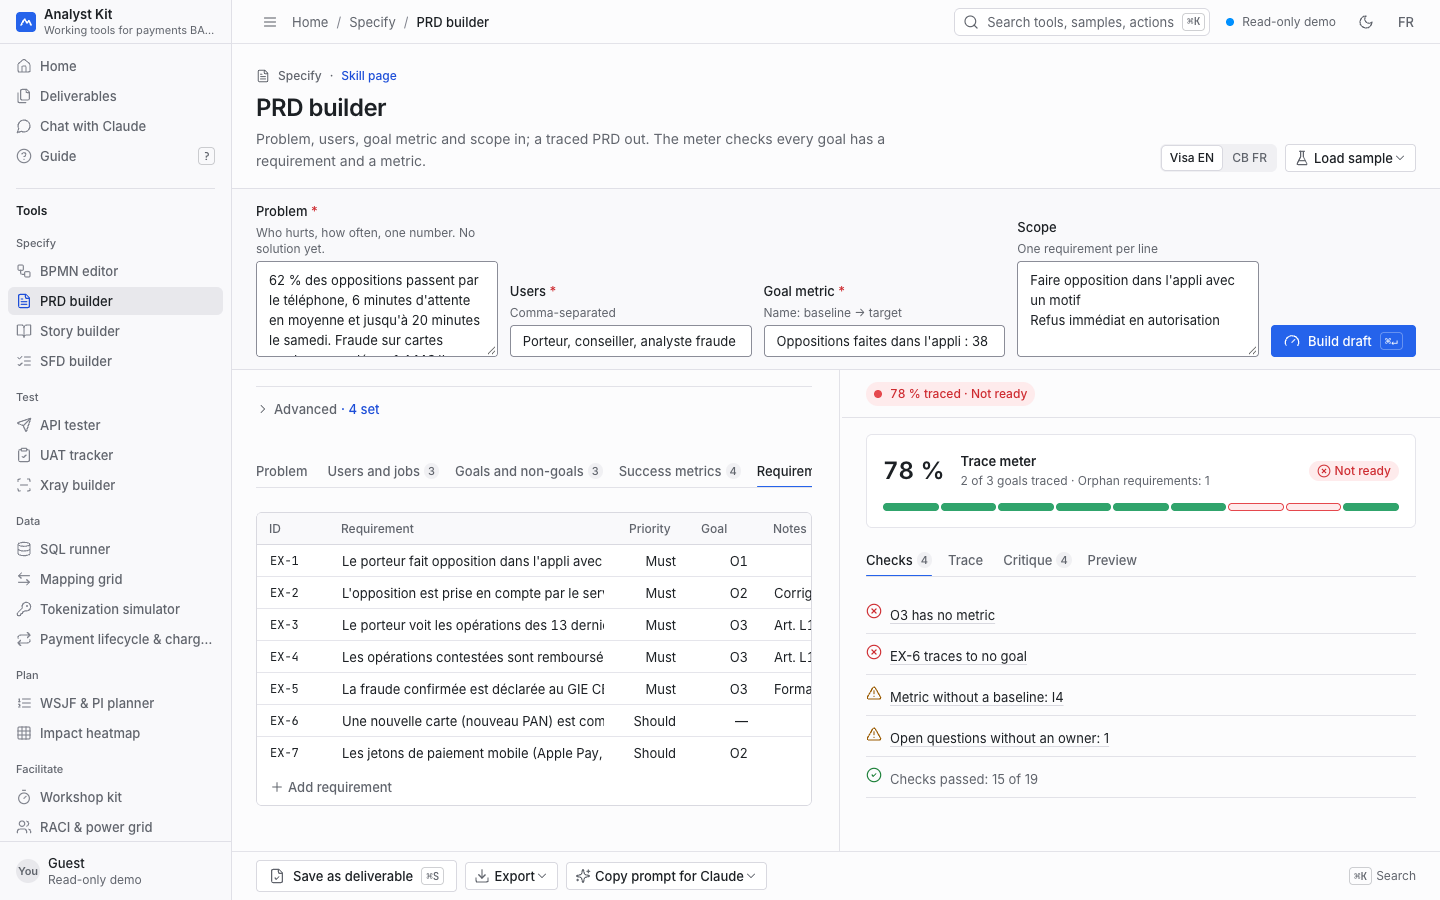 Analyst Kit
Working tools for payments BA...
Home
Deliverables
Chat with Claude
Guide
?
Tools
Specify
BPMN editor
PRD builder
Story builder
SFD builder
Test
API tester
UAT tracker
Xray builder
Data
SQL runner
Mapping grid
Tokenization simulator
Payment lifecycle & charg...
Plan
WSJF & PI planner
Impact heatmap
Facilitate
Workshop kit
RACI & power grid
You
Guest
Read-only demo
Home / Specify / PRD builder
Search tools, samples, actions ⌘K
Read-only demo
FR
Specify · Skill page
PRD builder
Problem, users, goal metric and scope in; a traced PRD out. The meter checks every goal has a
requirement and a metric.
Visa EN
CB FR
Load sample
Problem *
Who hurts, how often, one number. No
solution yet.
62 % des oppositions passent par
le téléphone, 6 minutes d'attente
en moyenne et jusqu'à 20 minutes
le samedi. Fraude sur cartes
Users *
Comma-separated
Porteur, conseiller, analyste fraude
Goal metric *
Name: baseline → target
Oppositions faites dans l'appli : 38
Scope
One requirement per line
Faire opposition dans l'appli avec
un motif
Refus immédiat en autorisation
Build draft ⌘↵
Advanced · 4 set
Problem
Users and jobs 3
Goals and non-goals 3
Success metrics 4
Requirem
ID Requirement Priority Goal Notes
EX-1 Le porteur fait opposition dans l'appli avec Must O1
EX-2 L'opposition est prise en compte par le serv Must O2 Corrig
EX-3 Le porteur voit les opérations des 13 dernie Must O3 Art. L1
EX-4 Les opérations contestées sont remboursé Must O3 Art. L1
EX-5 La fraude confirmée est déclarée au GIE CB Must O3 Forma
EX-6 Une nouvelle carte (nouveau PAN) est com Should —
EX-7 Les jetons de paiement mobile (Apple Pay, Should O2
+ Add requirement
78 % traced · Not ready
78 %
Trace meter
2 of 3 goals traced · Orphan requirements: 1
Not ready
Checks 4
Trace
Critique 4
Preview
O3 has no metric
EX-6 traces to no goal
Metric without a baseline: I4
Open questions without an owner: 1
Checks passed: 15 of 19
Save as deliverable ⌘S
Export
Copy prompt for Claude
⌘K Search